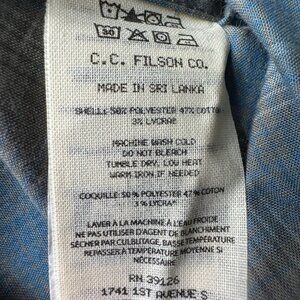 30
C.C. FILSON CO.
MADE IN SRI LANKA
SHELL: 50% POLYESTER 47% COTTON
3% LYCRA®
MACHINE WASH COLD
DO NOT BLEACH
TUMBLE DRY, LOW HEAT
WARM IRON IF NEEDED
COQUILLE: 50 % POLYESTER 47 % COTON
3 % LYCRA®
LAVER À LA MACHINE À L'EAU FROIDE
NE PAS UTILISER D'AGENT DE BLANCHIMENT
SÉCHER PAR CULBUTAGE, BASSE TEMPÉRATURE
REPASSER À TEMPÉRATURE MOYENNE SI
NÉCESSAIRE
RN 39126
1741 1ST AVENUE S